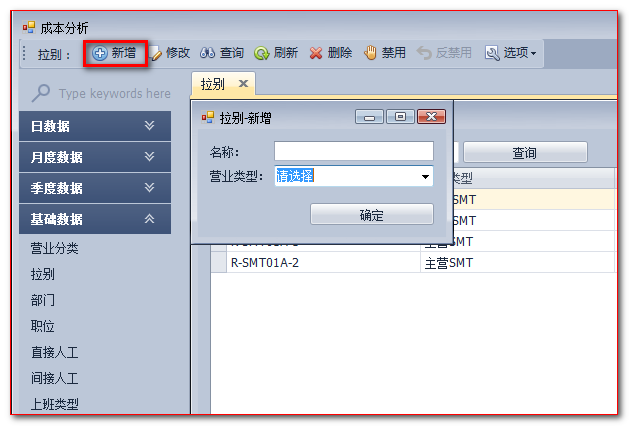 成本分析
拉别： 新增 修改 查询 刷新 删除 禁用 反禁用 选项
Type keywords here
日数据
月度数据
季度数据
基础数据
营业分类
拉别
部门
职位
直接人工
间接人工
上班类型
拉别
拉别-新增
名称：
营业类型： 请选择
确定
查询
类型
SMT
SMT
主营SMT
R-SMT01A-2 主营SMT